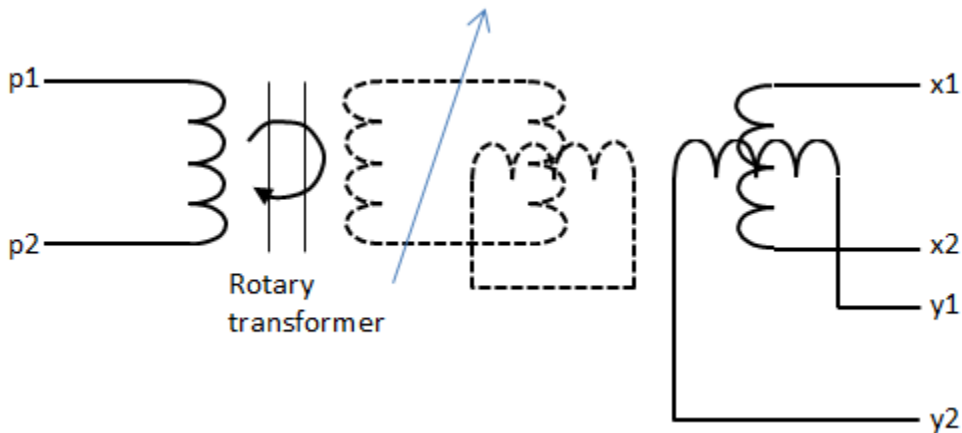 p1
p2
Rotary
transformer
x1
x2
y1
y2